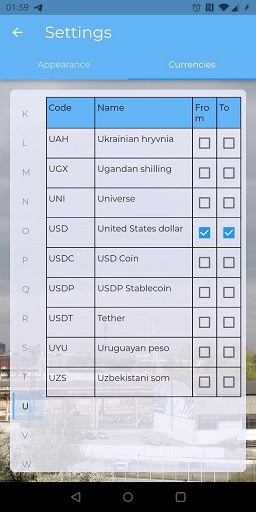 01:59
Settings
Appearance
Currencies
K
L
M
N
O
P
Q
R
S
T
U
V
W
Code Name Fro
m To
UAH Ukrainian hryvnia
UGX Ugandan shilling
UNI Universe
USD United States dollar
USDC USD Coin
USDP USDP Stablecoin
USDT Tether
UYU Uruguayan peso
UZS Uzbekistani som